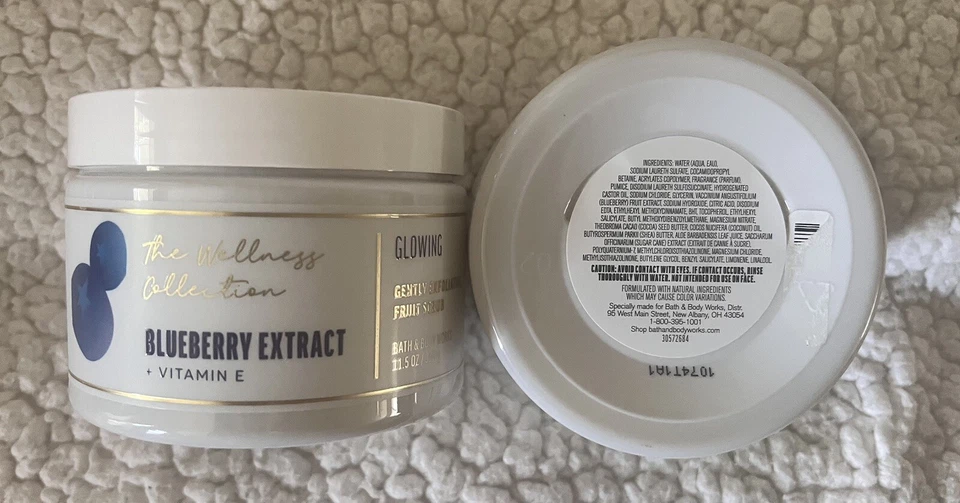 The Wellness
Collection
BLUEBERRY EXTRACT
+ VITAMIN E
GLOWING
GENTLY
FRUIT SCRUB
BATH &
11.5 OZ /
INGREDIENTS: WATER (AQUA, EAU),
SODIUM LAURETH SULFATE, COCAMIDOPROPYL
BETAINE, ACRYLATES COPOLYMER, FRAGRANCE (PARFUM),
PUMICE, DISODIUM LAURETH SULFOSUCCINATE, HYDROGENATED
CASTOR OIL, SODIUM CHLORIDE, GLYCERIN, VACCINIUM ANGUSTIFOLIUM
(BLUEBERRY) FRUIT EXTRACT, SODIUM HYDROXIDE, CITRIC ACID, DISODIUM
EDTA, ETHYLHEXYL METHOXYCINNAMATE, BHT, TOCOPHEROL, ETHYLHEXYL
SALICYLATE, BUTYL METHOXYDIBENZOYLMETHANE, MAGNESIUM NITRATE,
THEOBROMA CACAO (COCOA) SEED BUTTER, COCOS NUCIFERA (COCONUT) OIL,
BUTYROSPERMUM PARKII (SHEA) BUTTER, ALOE BARBADENSIS LEAF JUICE, SACCHARUM
OFFICINARUM (SUGAR CANE) EXTRACT (EXTRAIT DE CANNE À SUCRE),
POLYQUATERNIUM-7, METHYLCHLOROISOTHIAZOLINONE, MAGNESIUM CHLORIDE,
METHYLISOTHIAZOLINONE, BUTYLENE GLYCOL, BENZYL SALICYLATE, LIMONENE, LINALOOL.
CAUTION: AVOID CONTACT WITH EYES. IF CONTACT OCCURS, RINSE
THOROUGHLY WITH WATER. NOT INTENDED FOR USE ON FACE.
FORMULATED WITH NATURAL INGREDIENTS
WHICH MAY CAUSE COLOR VARIATIONS.
Specially made for Bath & Body Works, Distr.
95 West Main Street, New Albany, OH 43054
1-800-395-1001
Shop bathandbodyworks.com
30572684
1074T1A1